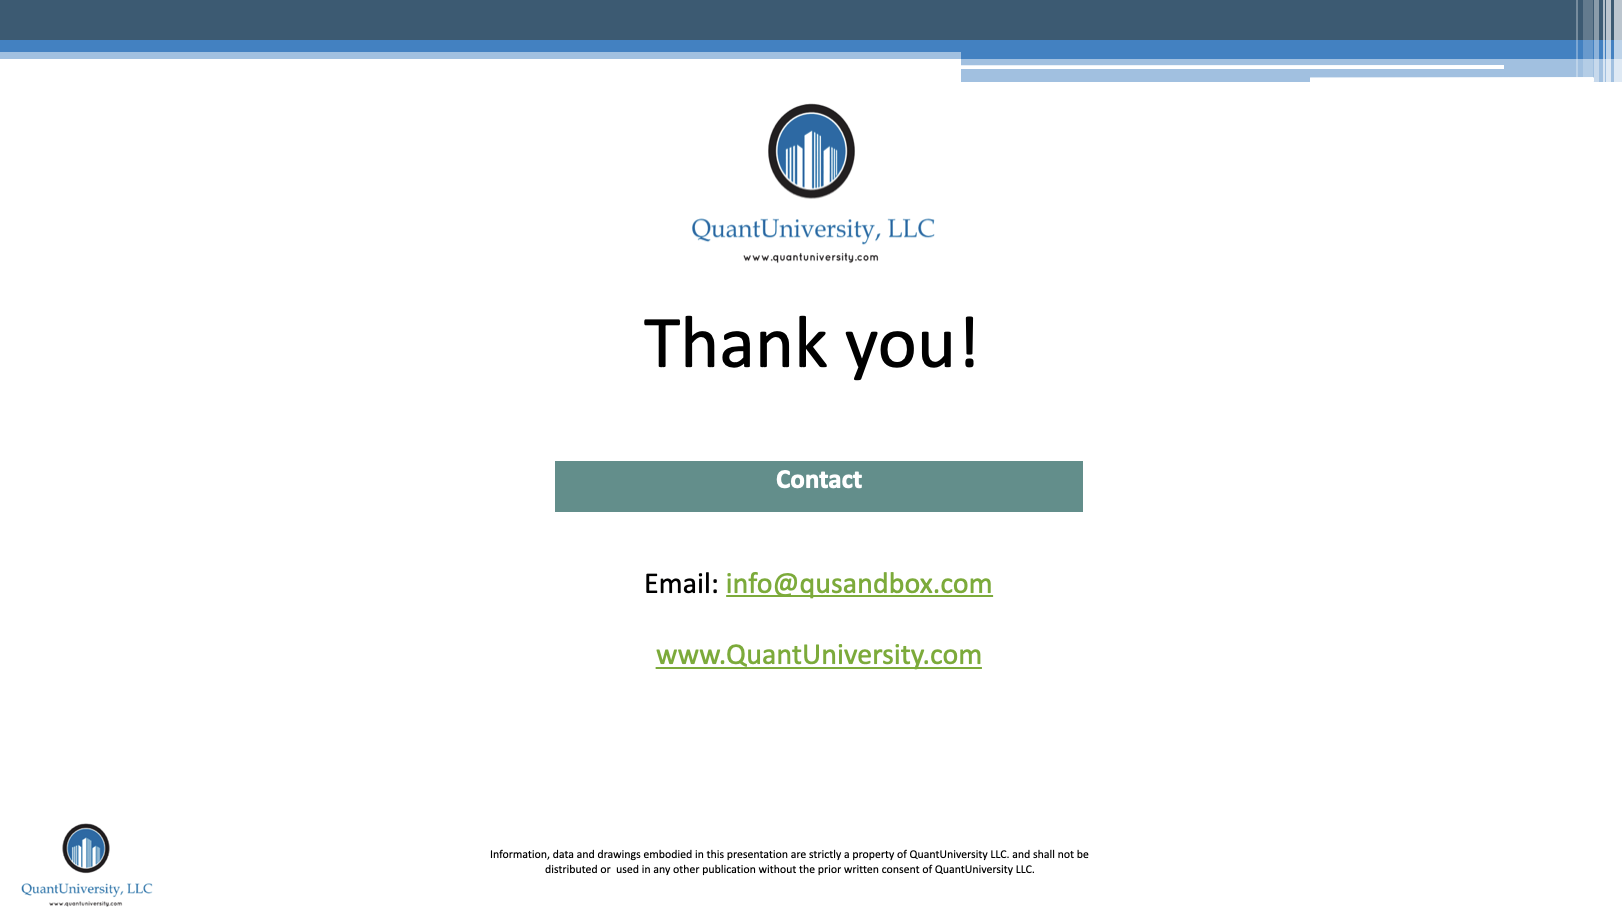 QuantUniversity, LLC
www.quantuniversity.com
Thank you!
Contact
Email: info@qusandbox.com
www.QuantUniversity.com
Information, data and drawings embodied in this presentation are strictly a property of QuantUniversity LLC. and shall not be
distributed or  used in any other publication without the prior written consent of QuantUniversity LLC.
QuantUniversity, LLC
www.quantuniversity.com